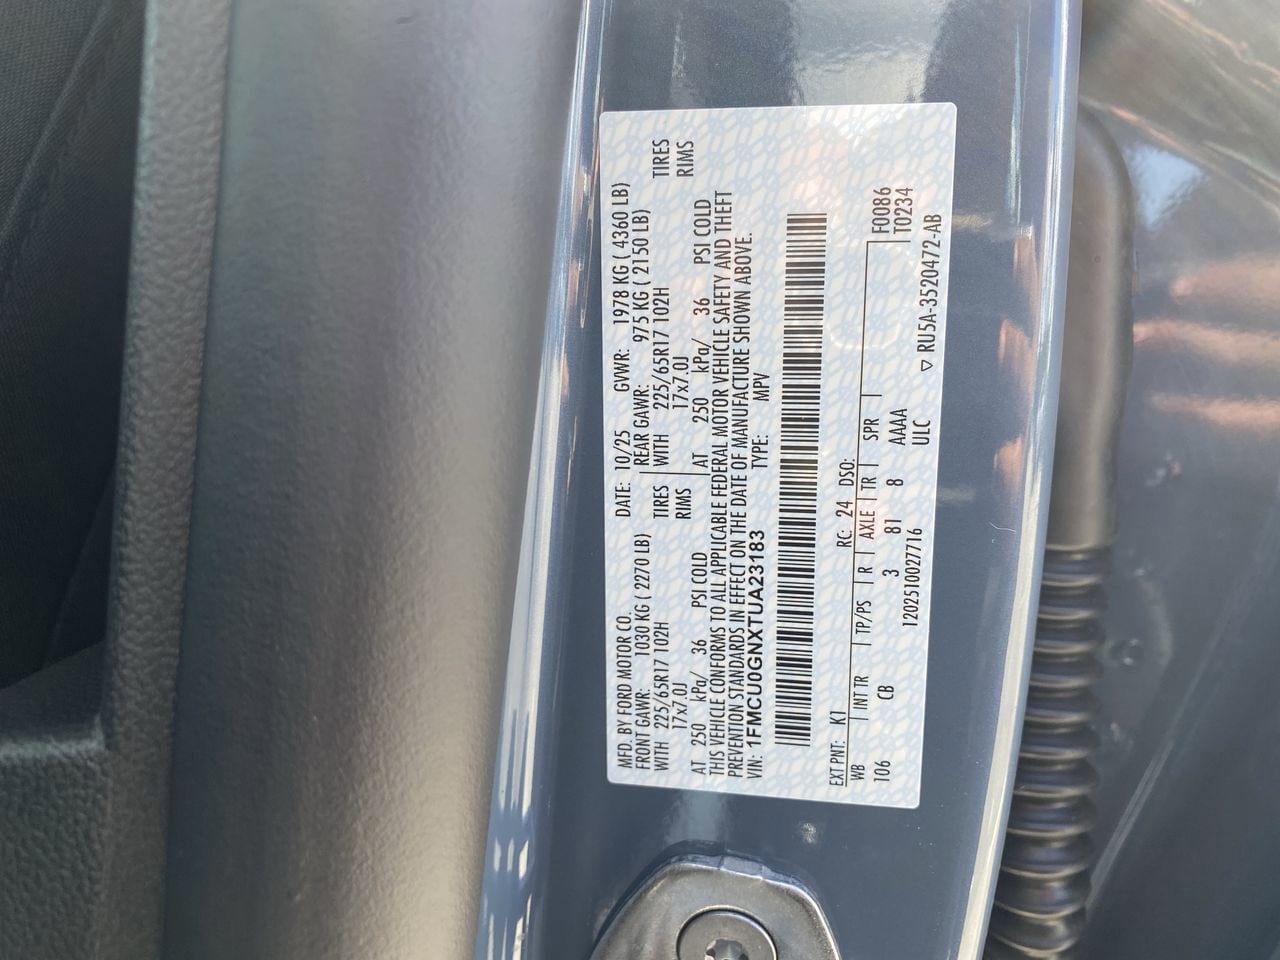 MFD. BY FORD MOTOR CO. DATE: 10/25 GVWR: 1978 KG ( 4360 LB)
FRONT GAWR: 1030 KG ( 2270 LB) REAR GAWR: 975 KG ( 2150 LB)
WITH 225/65R17 102H TIRES WITH 225/65R17 102H TIRES
17x7.0J RIMS 17x7.0J RIMS
AT 250 kPa/ 36 PSI COLD AT 250 kPa/ 36 PSI COLD
THIS VEHICLE CONFORMS TO ALL APPLICABLE FEDERAL MOTOR VEHICLE SAFETY AND THEFT
PREVENTION STANDARDS IN EFFECT ON THE DATE OF MANUFACTURE SHOWN ABOVE.
VIN: 1FMCU0GNXTUA23183 TYPE: MPV
EXT PNT: K1 RC: 24 DSO: F0086
WB INT TR TP/PS R AXLE TR SPR T0234
106 CB 3 81 8 AAAA
1202510027716 ULC ▽ RU5A-3520472-AB